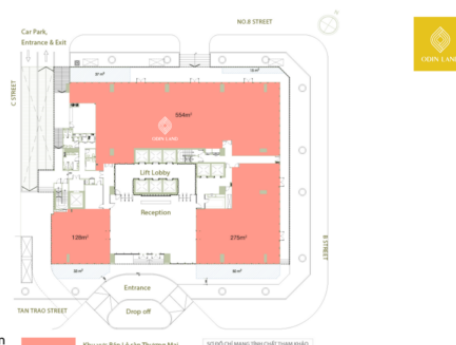 NO.8 STREET
Car Park,
Entrance & Exit
ODIN LAND
C STREET
554m²
ODIN LAND
Lift Lobby
Reception
128m²
275m²
B STREET
Entrance
TAN TRAO STREET
Drop off